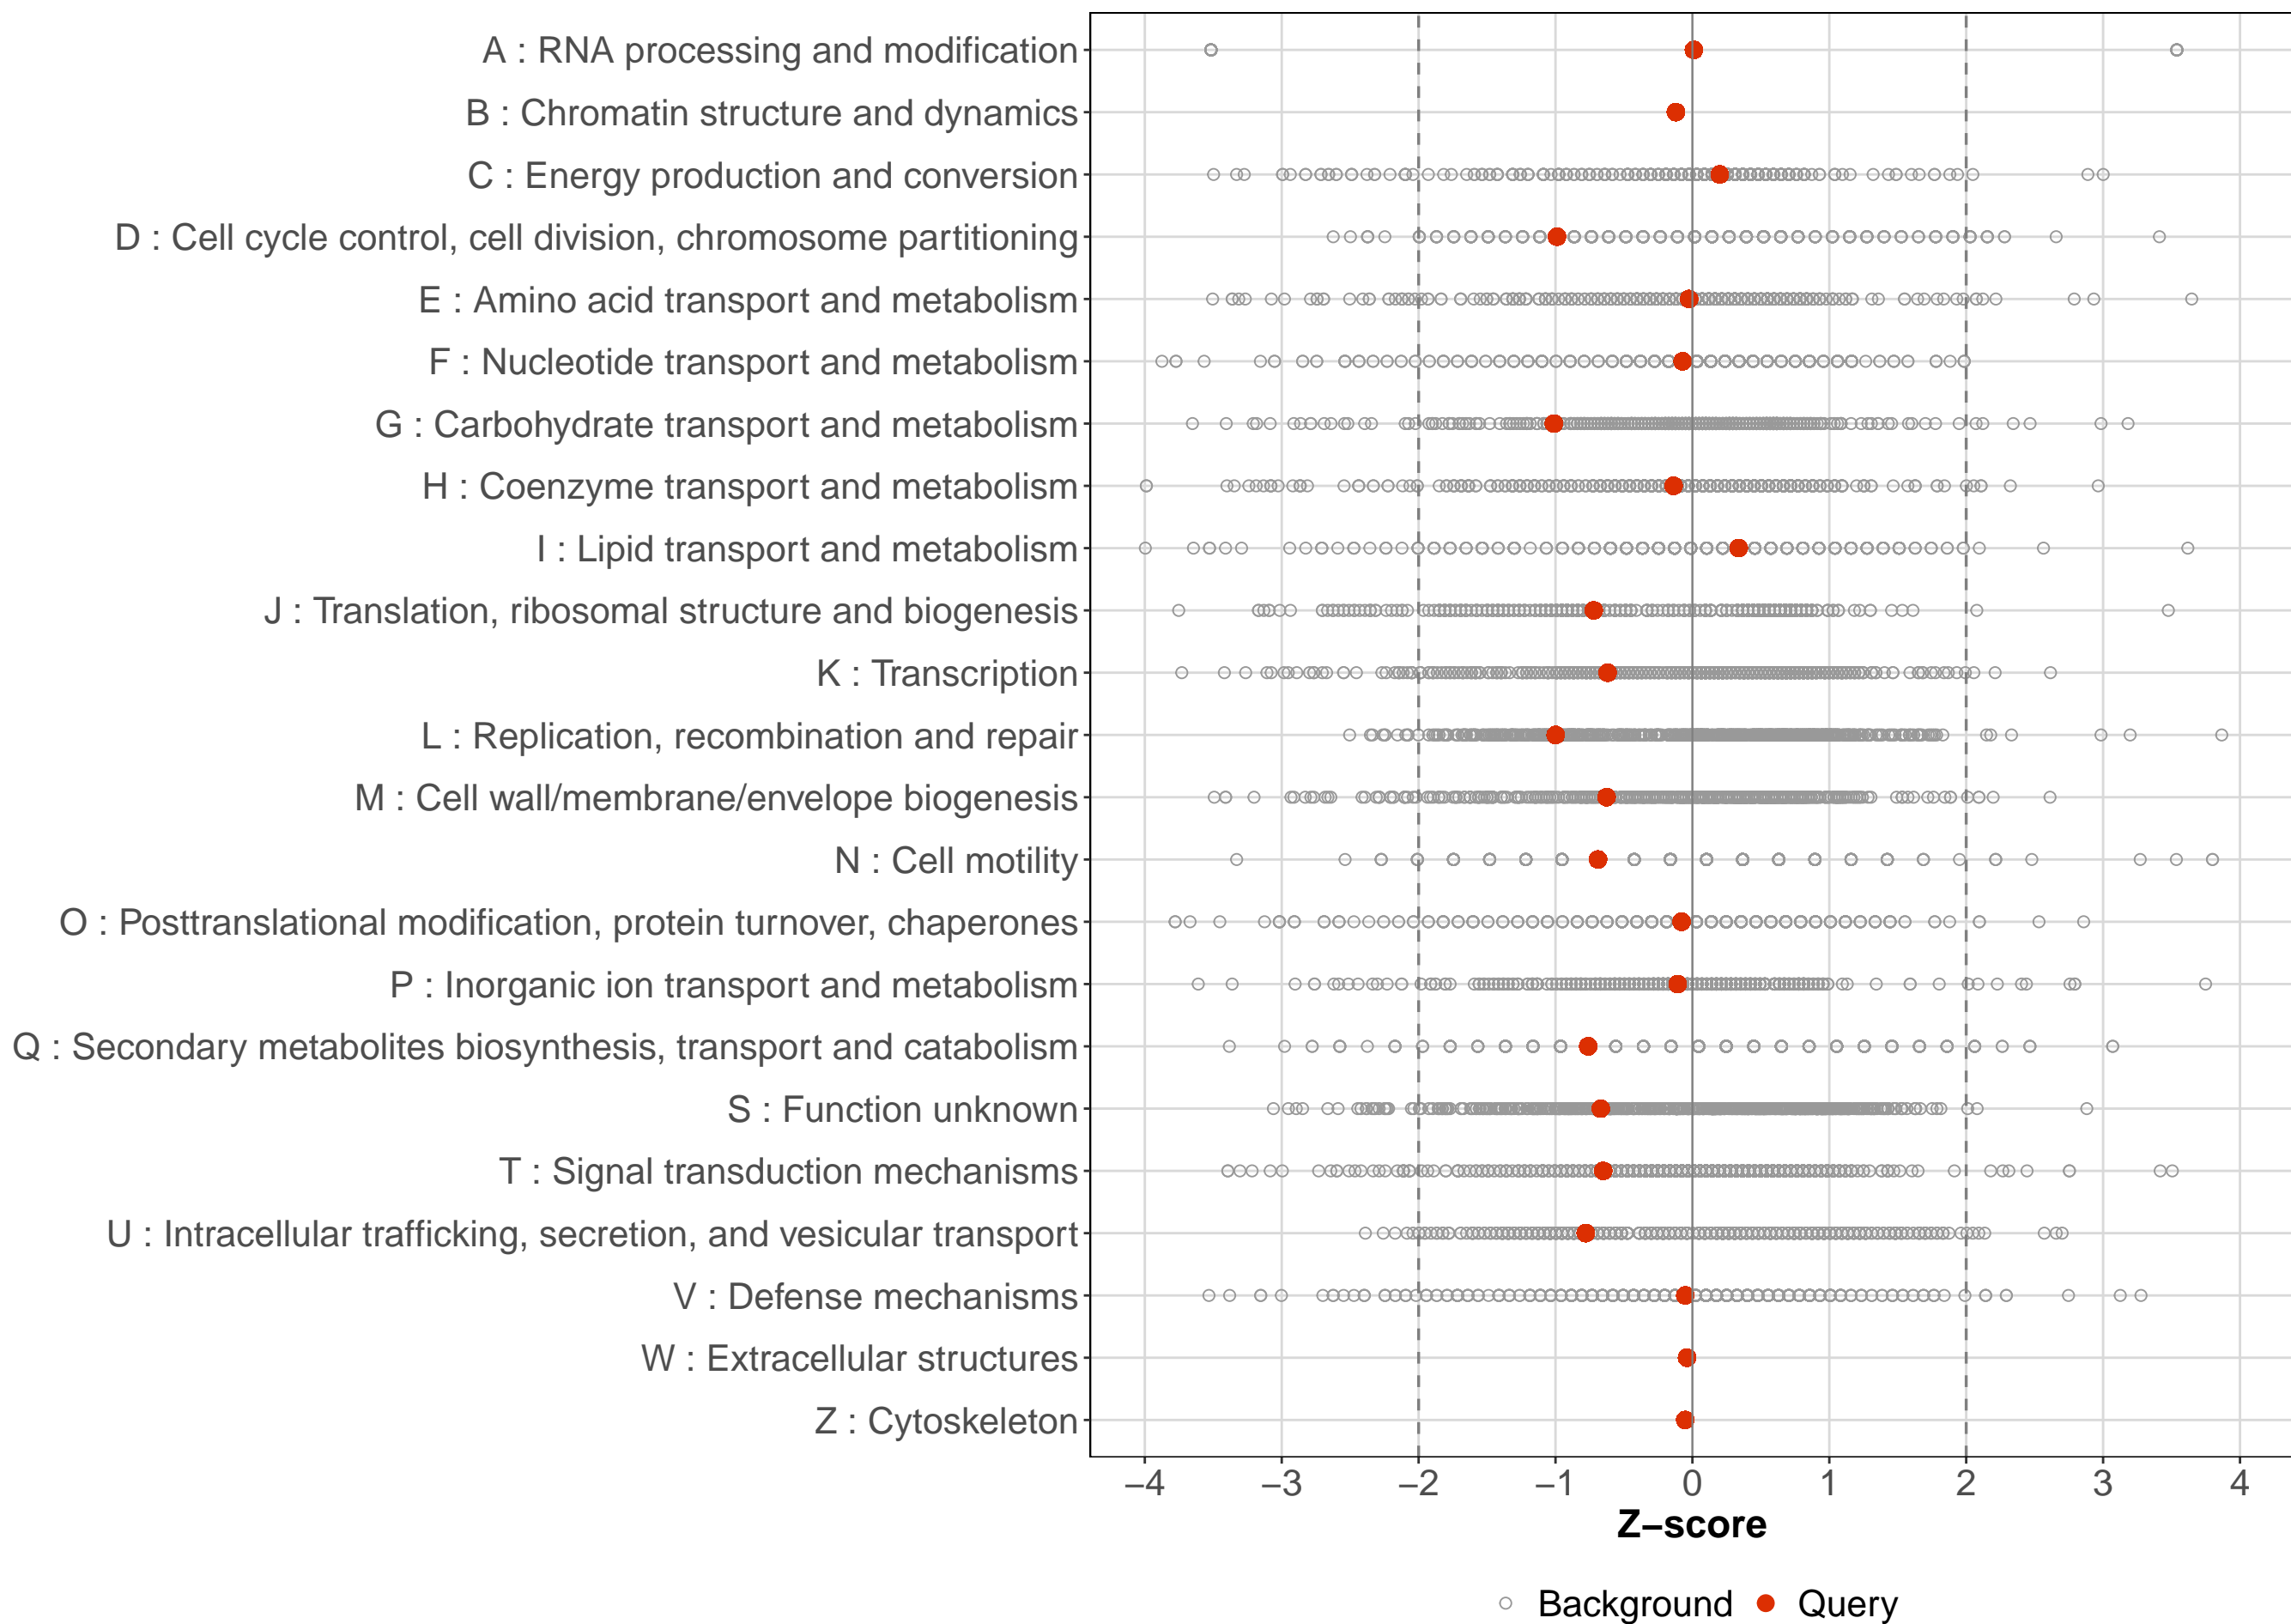 A : RNA processing and modification
B : Chromatin structure and dynamics
C : Energy production and conversion
D : Cell cycle control, cell division, chromosome partitioning
E : Amino acid transport and metabolism
F : Nucleotide transport and metabolism
G : Carbohydrate transport and metabolism
H : Coenzyme transport and metabolism
I : Lipid transport and metabolism
J : Translation, ribosomal structure and biogenesis
K : Transcription
L : Replication, recombination and repair
M : Cell wall/membrane/envelope biogenesis
N : Cell motility
O : Posttranslational modification, protein turnover, chaperones
P : Inorganic ion transport and metabolism
Q : Secondary metabolites biosynthesis, transport and catabolism
S : Function unknown
T : Signal transduction mechanisms
U : Intracellular trafficking, secretion, and vesicular transport
V : Defense mechanisms
W : Extracellular structures
Z : Cytoskeleton
−4 −3 −2 −1 0 1 2 3 4
Z−score
Background Query